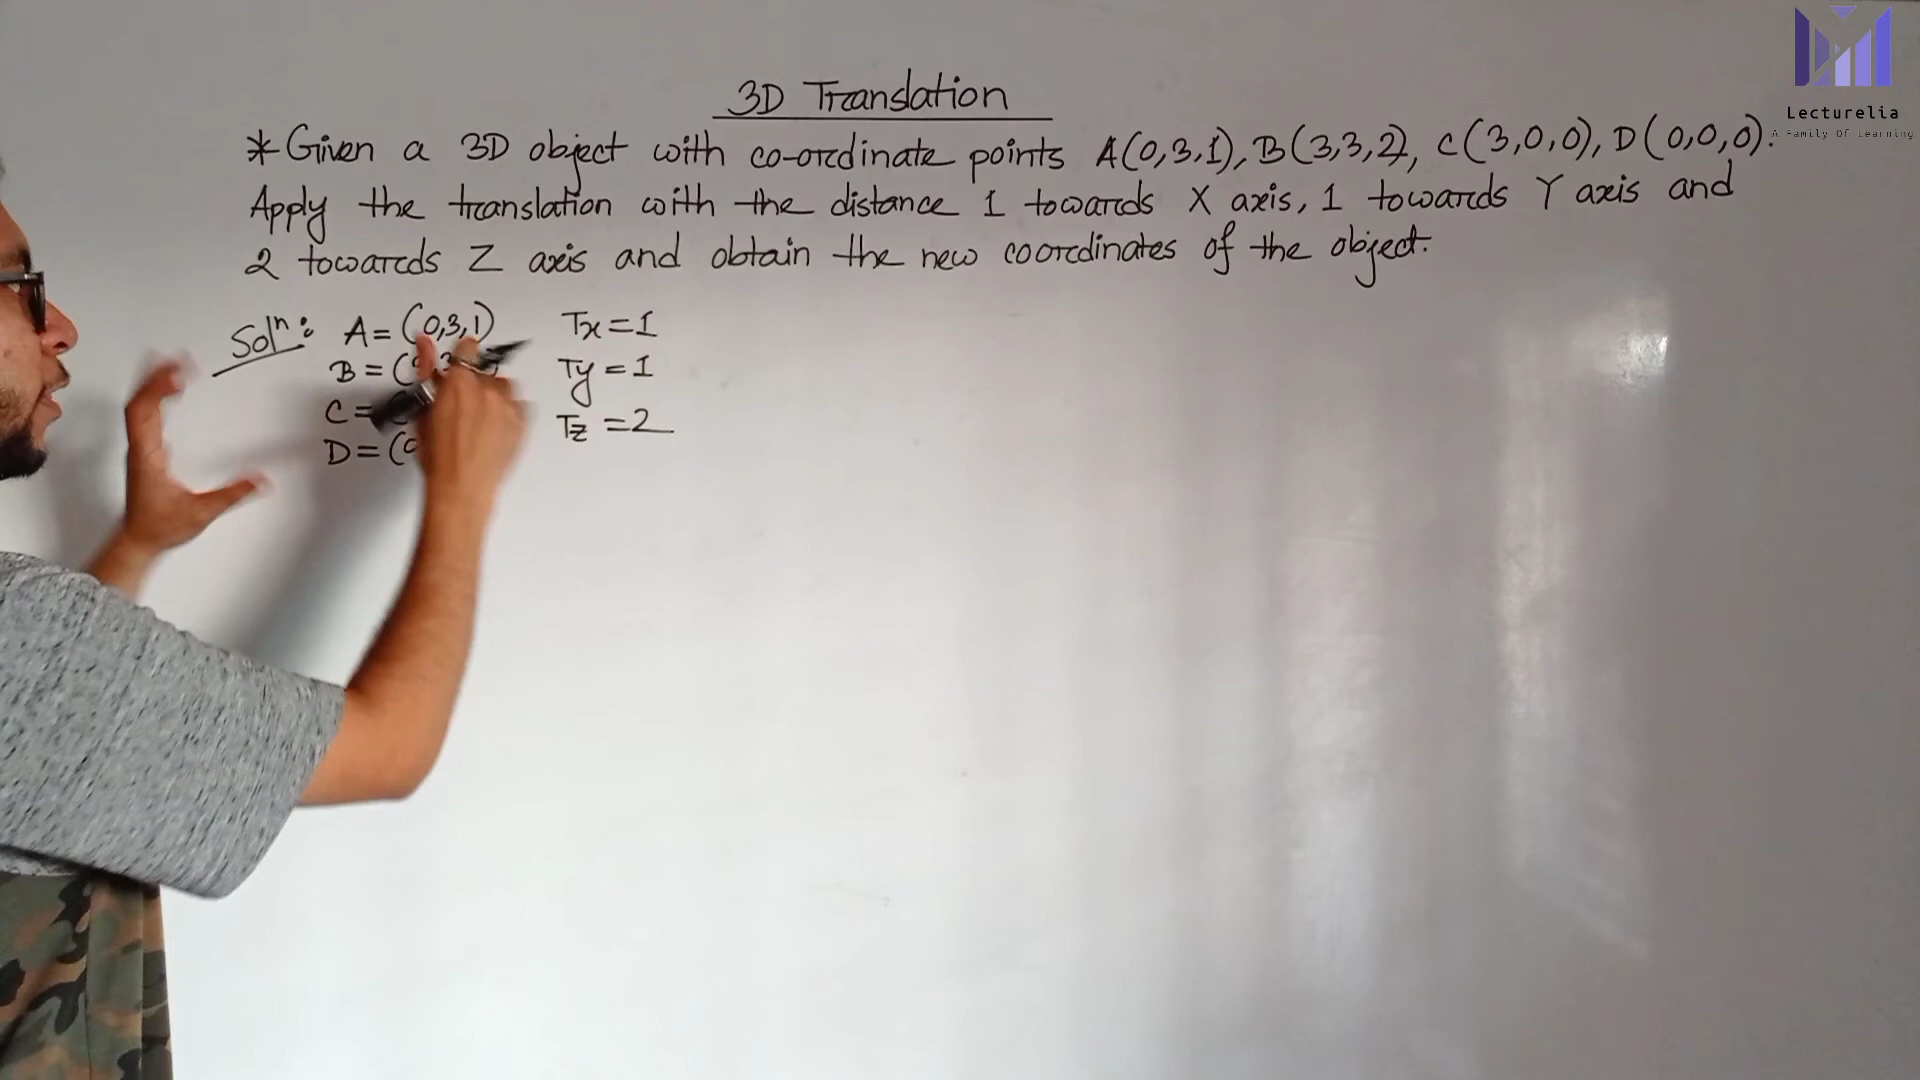 Lecturelia
A Family Of Learning
3D Translation
*Given a 3D object with co-ordinate points A(0,3,1), B(3,3,2), C(3,0,0), D(0,0,0).
Apply the translation with the distance 1 towards X axis, 1 towards Y axis and
2 towards Z axis and obtain the new coordinates of the object.
Solⁿ: A = (0,3,1) Tx = 1
B = ( Ty = 1
C = Tz = 2
D = (0